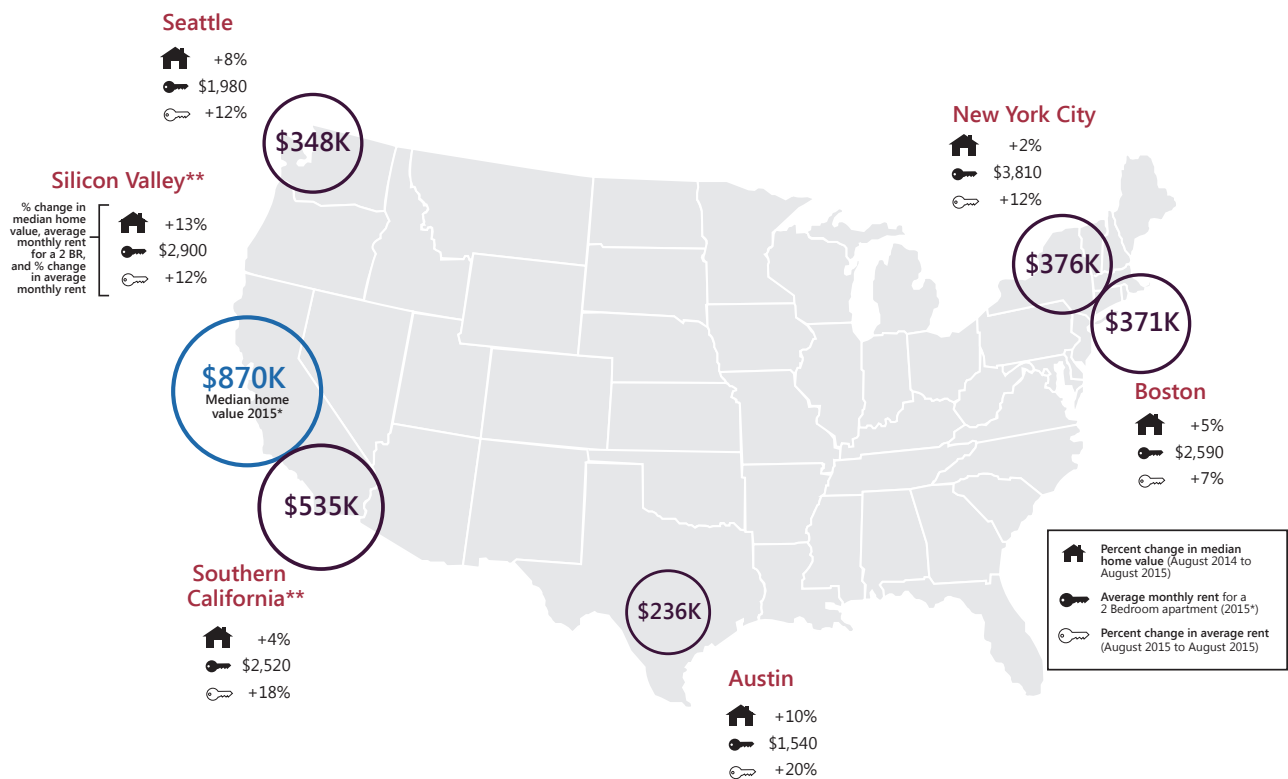 Seattle
+8%
$1,980
+12%
$348K
Silicon Valley**
% change in
median home
value, average
monthly rent
for a 2 BR,
and % change
in average
monthly rent
+13%
$2,900
+12%
$870K
Median home
value 2015*
$535K
Southern
California**
+4%
$2,520
+18%
$236K
Austin
+10%
$1,540
+20%
New York City
+2%
$3,810
+12%
$376K
$371K
Boston
+5%
$2,590
+7%
Percent change in median
home value (August 2014 to
August 2015)
Average monthly rent for a
2 Bedroom apartment (2015*)
Percent change in average rent
(August 2015 to August 2015)